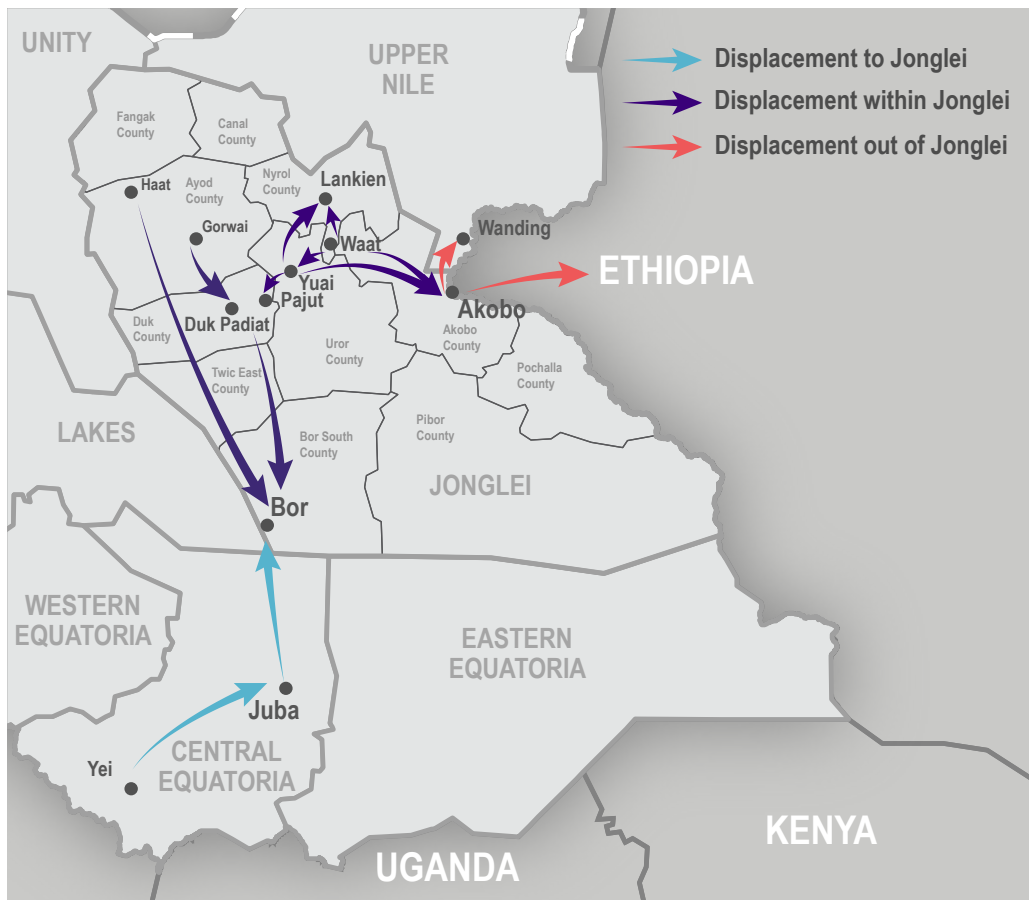 UNITY
UPPER
NILE
Displacement to Jonglei
Displacement within Jonglei
Displacement out of Jonglei
Fangak
County
Canal
County
Nyrol
County
Lankien
Haat
Ayod
County
Gorwai
Waat
Wanding
Yuai
ETHIOPIA
Pajut
Akobo
Duk Padiat
Duk
County
Uror
County
Akobo
County
Twic East
County
Pochalla
County
LAKES
Bor South
County
Pibor
County
JONGLEI
Bor
WESTERN
EQUATORIA
EASTERN
EQUATORIA
Juba
Yei
CENTRAL
EQUATORIA
KENYA
UGANDA